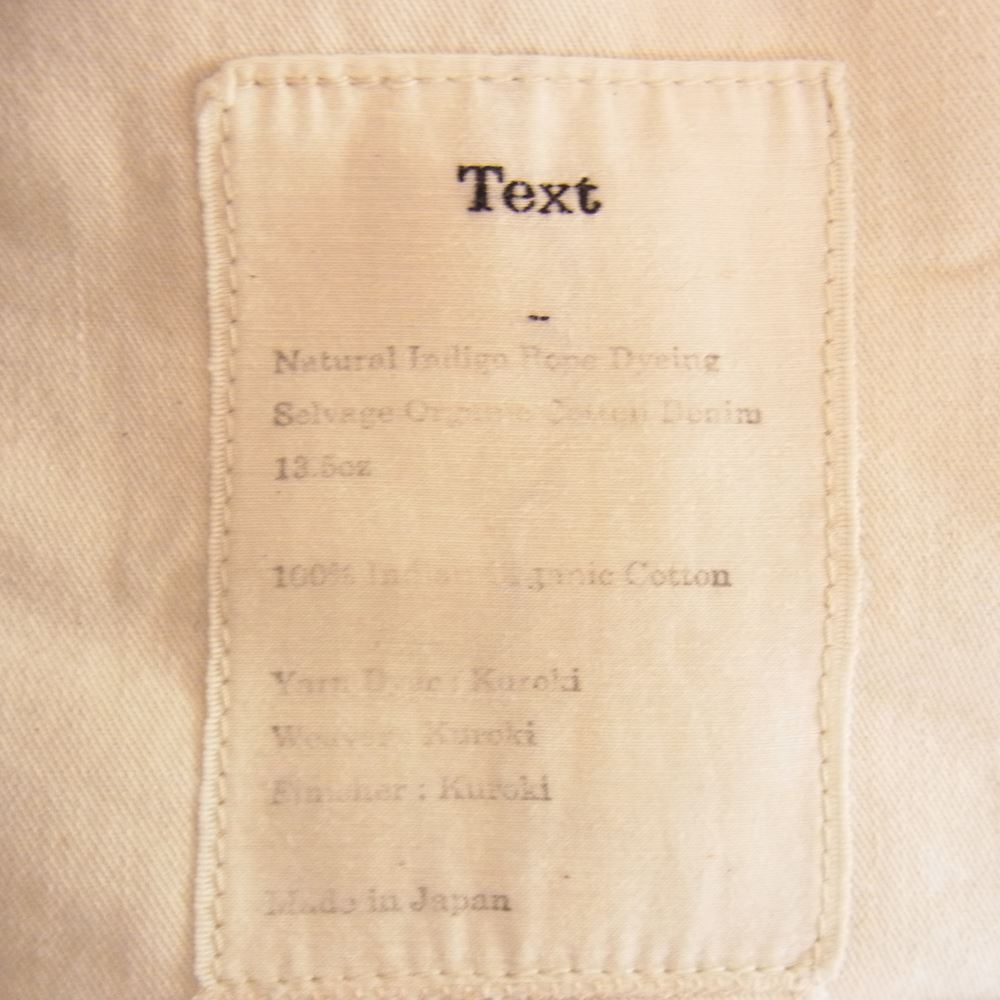 Text
-
Natural Indigo Rope Dyeing
Selvage Organic Cotton Denim
13.5oz
100% Indian Organic Cotton
Yarn Dyer : Kuroki
Weaver : Kuroki
Finisher : Kuroki
Made in Japan